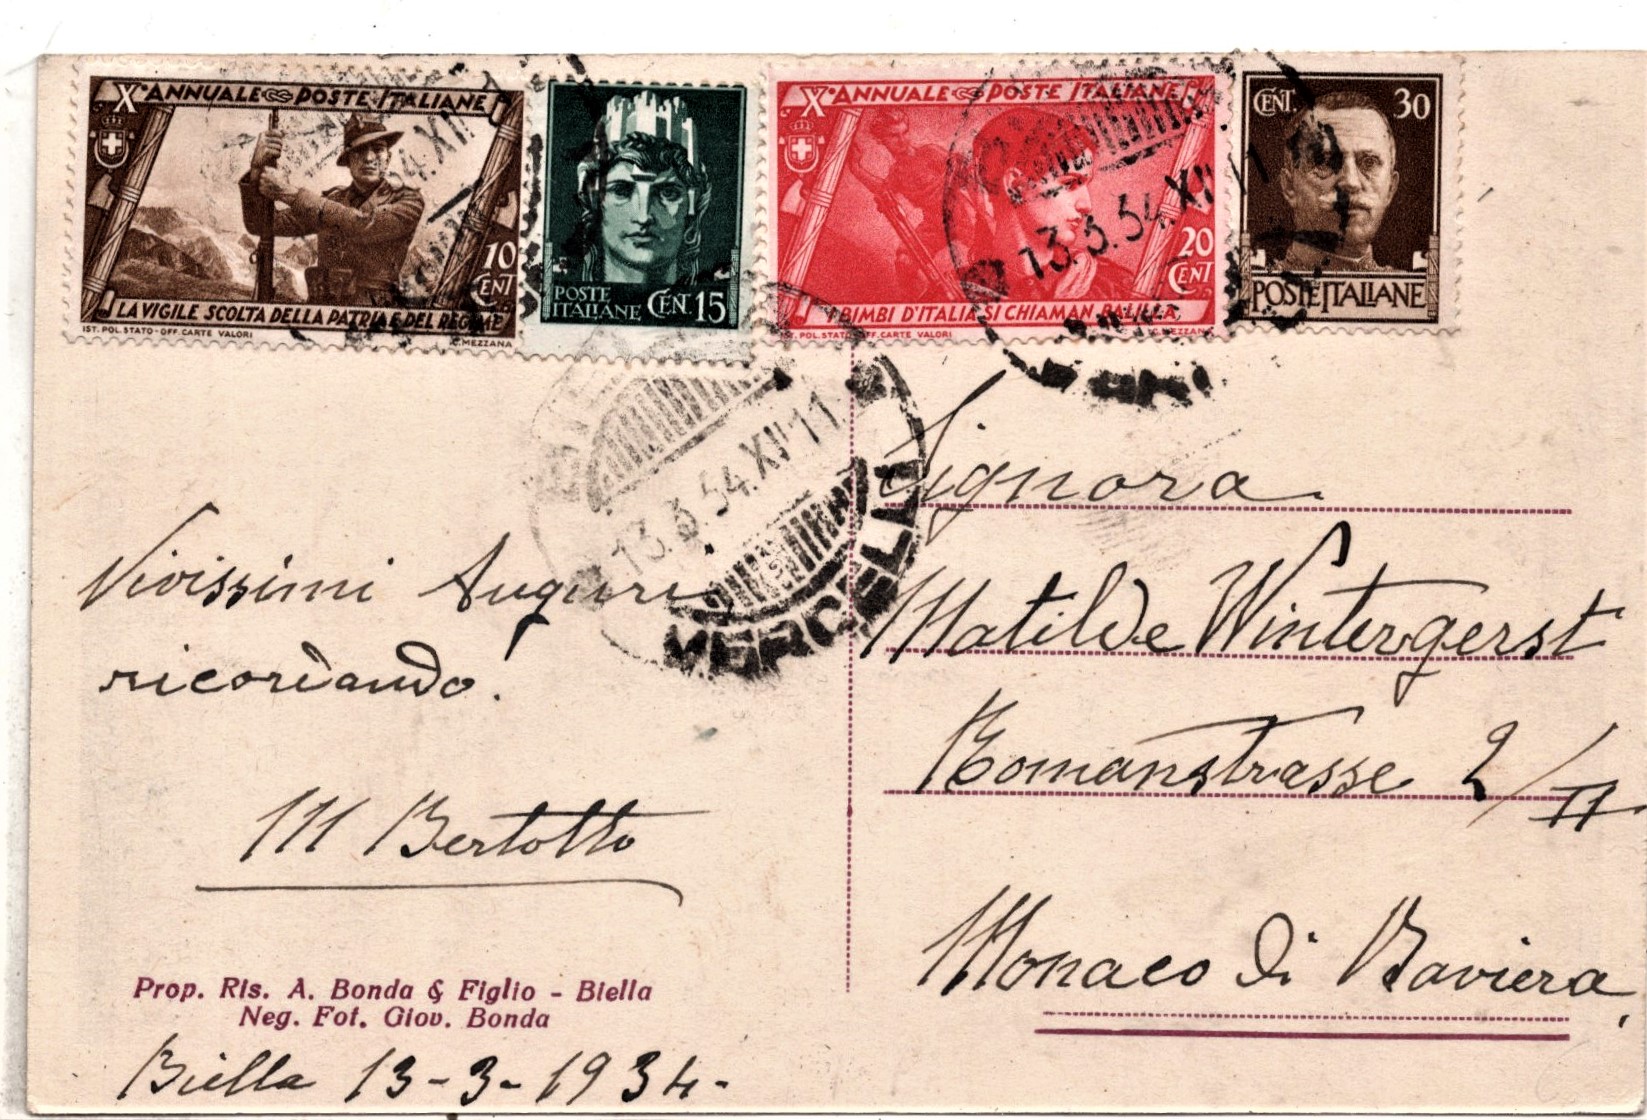 X° ANNUALE POSTE ITALIANE
10
CENT
LA VIGILE SCOLTA DELLA PATRIA E DEL REGIME
IST. POL. STATO - OFF. CARTE VALORI
C. MEZZANA
POSTE
ITALIANE CEN. 15
X° ANNUALE POSTE ITALIANE
20
CENT
I BIMBI D'ITALIA SI CHIAMAN BALILLA
IST. POL. STATO OFF. CARTE VALORI
C. MEZZANA
CENT. 30
POSTE ITALIANE
34.XII
13.3.34.XII 11
13.3.34.XII 11
VERCELLI
Vivissimi Auguri
ricordando.
M Bertotto
Prop. Ris. A. Bonda & Figlio - Biella
Neg. Fot. Giov. Bonda
Biella 13-3-1934-
Signora
Matilde Wintergerst
Romanstrasse 2/II
Monaco di Baviera